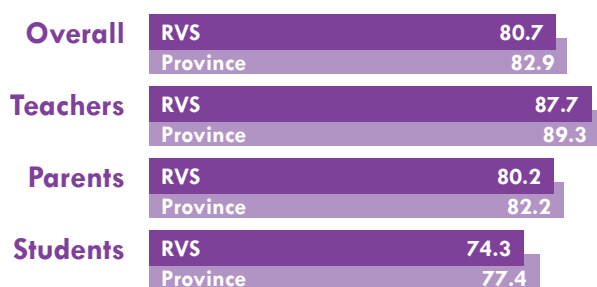 Overall
RVS 80.7
Province 82.9
Teachers
RVS 87.7
Province 89.3
Parents
RVS 80.2
Province 82.2
Students
RVS 74.3
Province 77.4